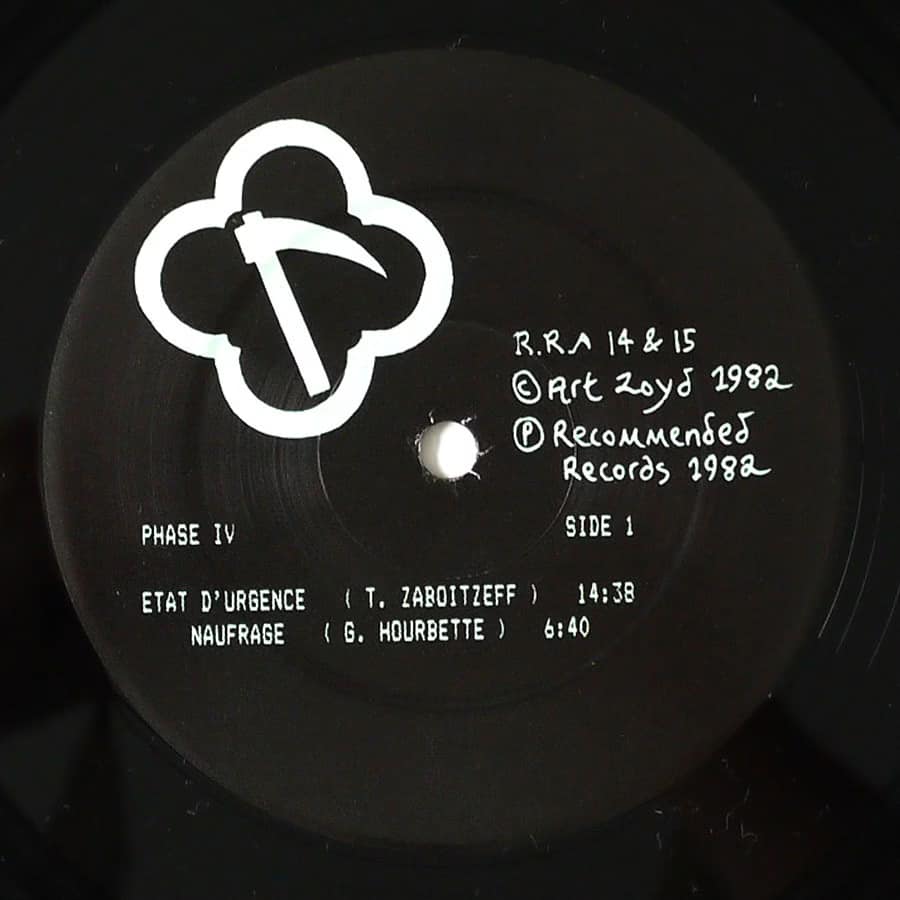 R.RA 14 & 15
© Art Zoyd 1982
℗ Recommended
Records 1982
PHASE IV SIDE 1
ETAT D'URGENCE ( T. ZABOITZEFF ) 14:38
NAUFRAGE ( G. HOURBETTE ) 6:40